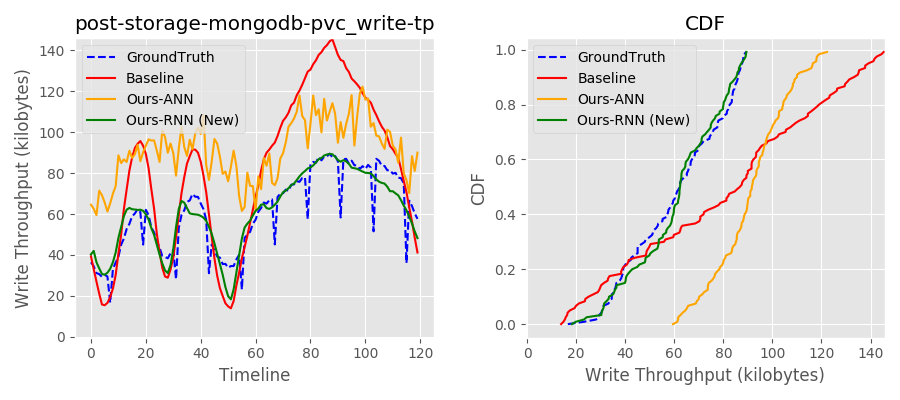 post-storage-mongodb-pvc_write-tp
GroundTruth
Baseline
Ours-ANN
Ours-RNN (New)
Write Throughput (kilobytes)
140
120
100
80
60
40
20
0
0
20
40
60
80
100
120
Timeline
CDF
GroundTruth
Baseline
Ours-ANN
Ours-RNN (New)
CDF
1.0
0.8
0.6
0.4
0.2
0.0
0
20
40
60
80
100
120
140
Write Throughput (kilobytes)